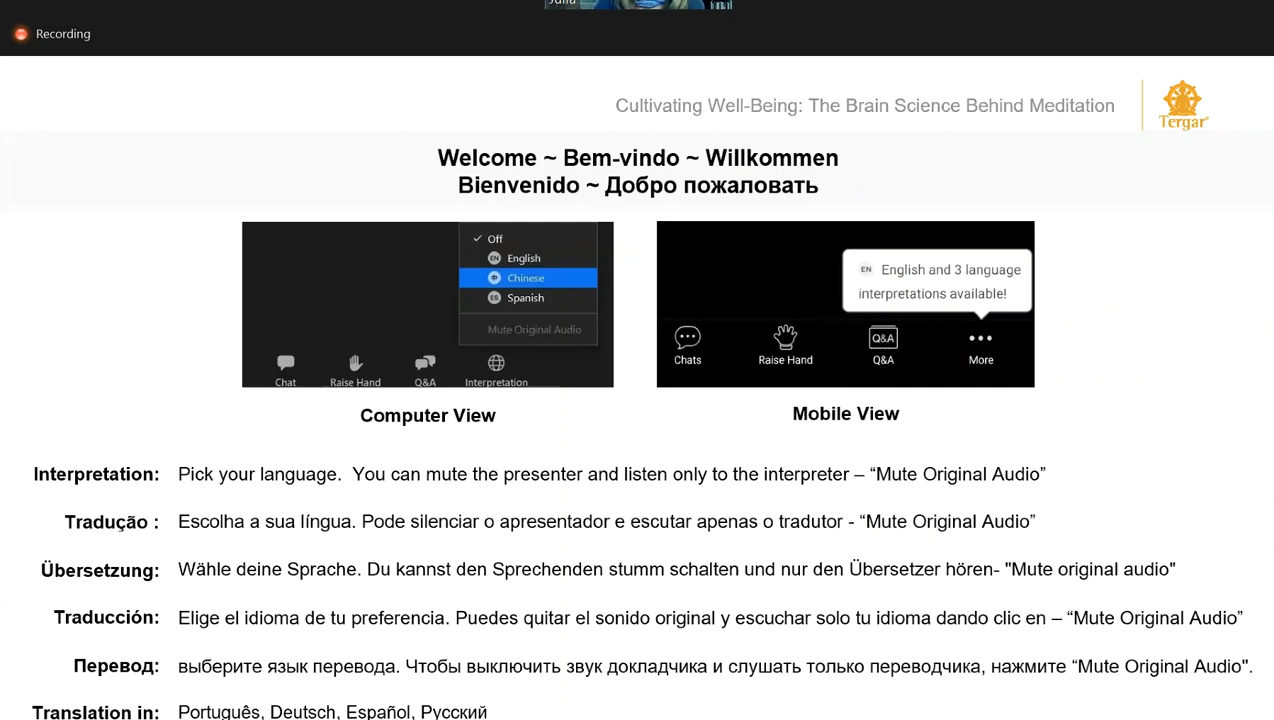 Julia
Recording
Cultivating Well-Being: The Brain Science Behind Meditation
Tergar®
Welcome ~ Bem-vindo ~ Willkommen
Bienvenido ~ Добро пожаловать
Off
EN English
中 Chinese
ES Spanish
Mute Original Audio
Chat
Raise Hand
Q&A
Interpretation
EN English and 3 language
interpretations available!
Chats
Raise Hand
Q&A
Q&A
More
Computer View
Mobile View
Interpretation: Pick your language. You can mute the presenter and listen only to the interpreter – “Mute Original Audio”
Tradução : Escolha a sua língua. Pode silenciar o apresentador e escutar apenas o tradutor - “Mute Original Audio”
Übersetzung: Wähle deine Sprache. Du kannst den Sprechenden stumm schalten und nur den Übersetzer hören- "Mute original audio"
Traducción: Elige el idioma de tu preferencia. Puedes quitar el sonido original y escuchar solo tu idioma dando clic en – “Mute Original Audio”
Перевод: выберите язык перевода. Чтобы выключить звук докладчика и слушать только переводчика, нажмите “Mute Original Audio".
Translation in: Português, Deutsch, Español, Русский